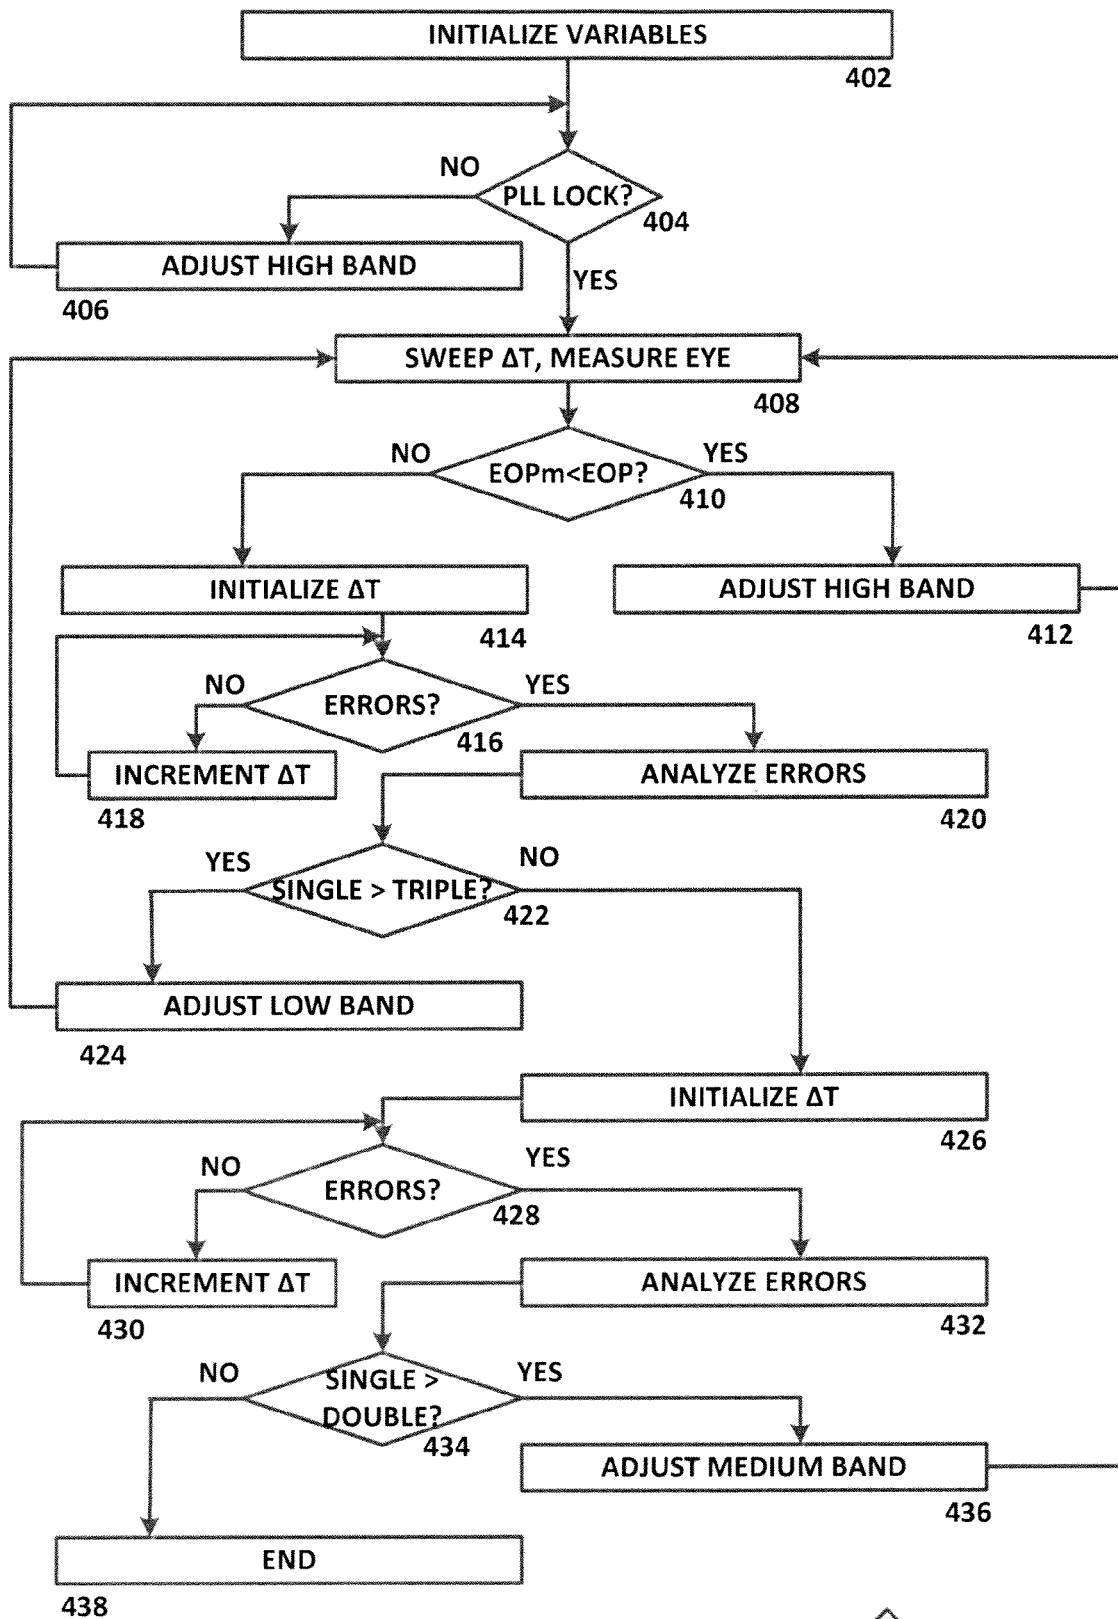 INITIALIZE VARIABLES
402
NO
PLL LOCK?
404
ADJUST HIGH BAND
406
YES
SWEEP ΔT, MEASURE EYE
408
NO
EOPm<EOP?
YES
410
INITIALIZE ΔT
414
ADJUST HIGH BAND
412
NO
ERRORS?
YES
416
INCREMENT ΔT
418
ANALYZE ERRORS
420
YES
SINGLE > TRIPLE?
NO
422
ADJUST LOW BAND
424
INITIALIZE ΔT
426
NO
ERRORS?
YES
428
INCREMENT ΔT
430
ANALYZE ERRORS
432
NO
SINGLE >
DOUBLE?
YES
434
ADJUST MEDIUM BAND
436
END
438